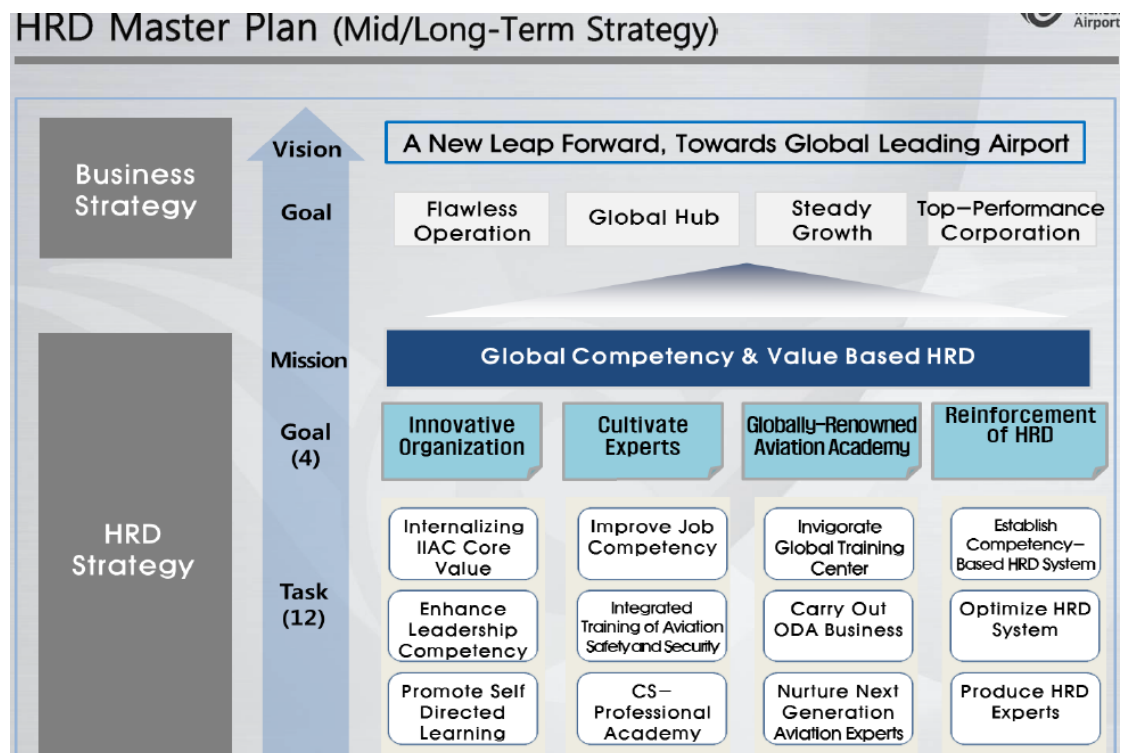 HRD Master Plan (Mid/Long-Term Strategy)
Airport
Business
Strategy
Vision
A New Leap Forward, Towards Global Leading Airport
Goal
Flawless
Operation
Global Hub
Steady
Growth
Top-Performance
Corporation
HRD
Strategy
Mission
Global Competency & Value Based HRD
Goal
(4)
Innovative
Organization
Cultivate
Experts
Globally-Renowned
Aviation Academy
Reinforcement
of HRD
Task
(12)
Internalizing
IIAC Core
Value
Improve Job
Competency
Invigorate
Global Training
Center
Establish
Competency-
Based HRD System
Enhance
Leadership
Competency
Integrated
Training of Aviation
Safety and Security
Carry Out
ODA Business
Optimize HRD
System
Promote Self
Directed
Learning
CS-
Professional
Academy
Nurture Next
Generation
Aviation Experts
Produce HRD
Experts